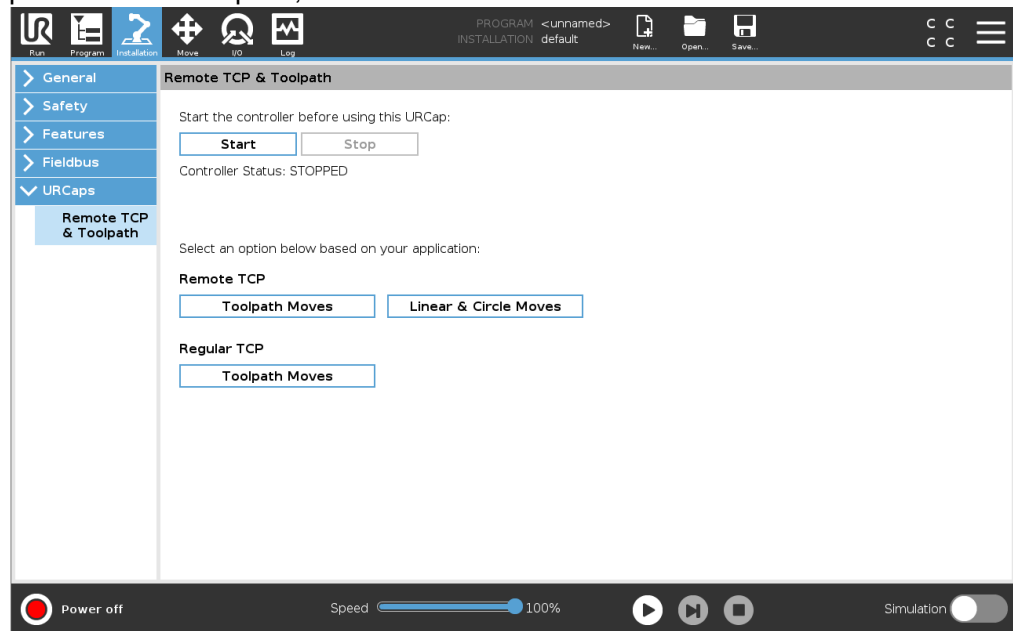 PROGRAM <unnamed>
INSTALLATION default
Run Program Installation Move I/O Log New... Open... Save...
C C
C C
General
Safety
Features
Fieldbus
URCaps
Remote TCP
& Toolpath
Remote TCP & Toolpath
Start the controller before using this URCap:
Start Stop
Controller Status: STOPPED
Select an option below based on your application:
Remote TCP
Toolpath Moves Linear & Circle Moves
Regular TCP
Toolpath Moves
Power off Speed 100% Simulation